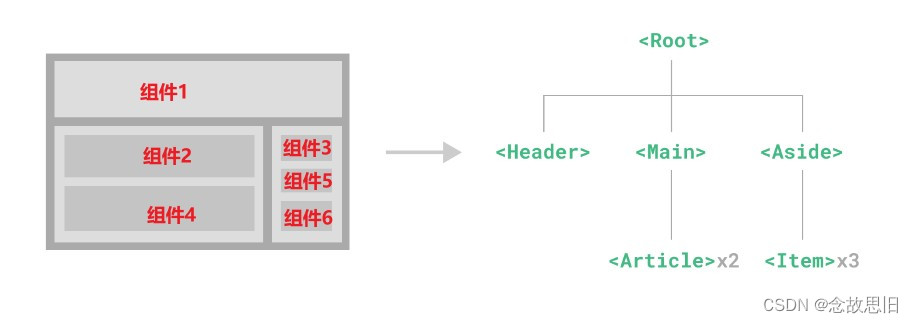 组件1
组件2
组件3
组件5
组件4
组件6
<Root>
<Header>
<Main>
<Aside>
<Article>x2
<Item>x3
CSDN @念故思旧